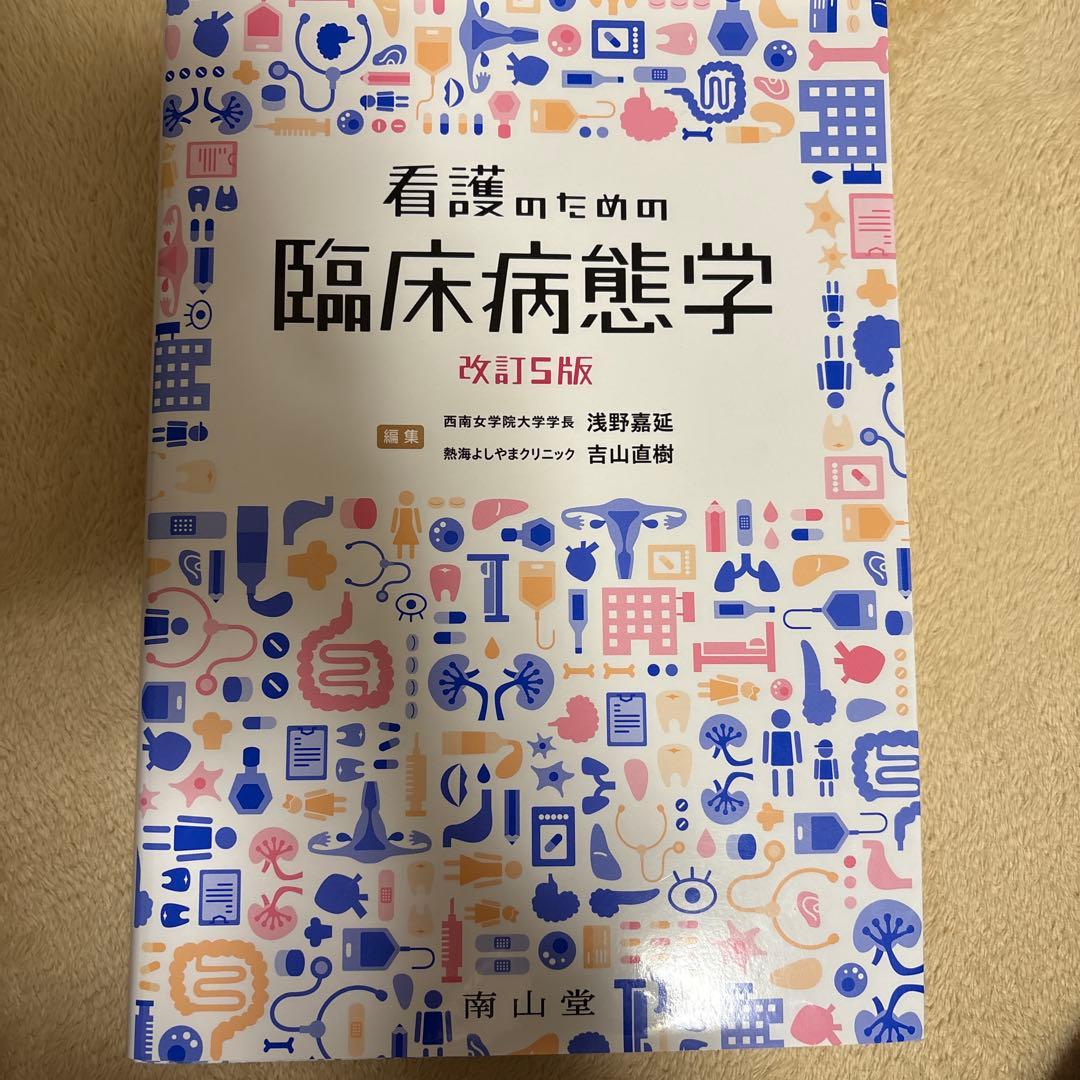 看護のための
臨床病態学
改訂5版
編集
西南女学院大学学長 浅野嘉延
熱海よしやまクリニック 吉山直樹
南山堂